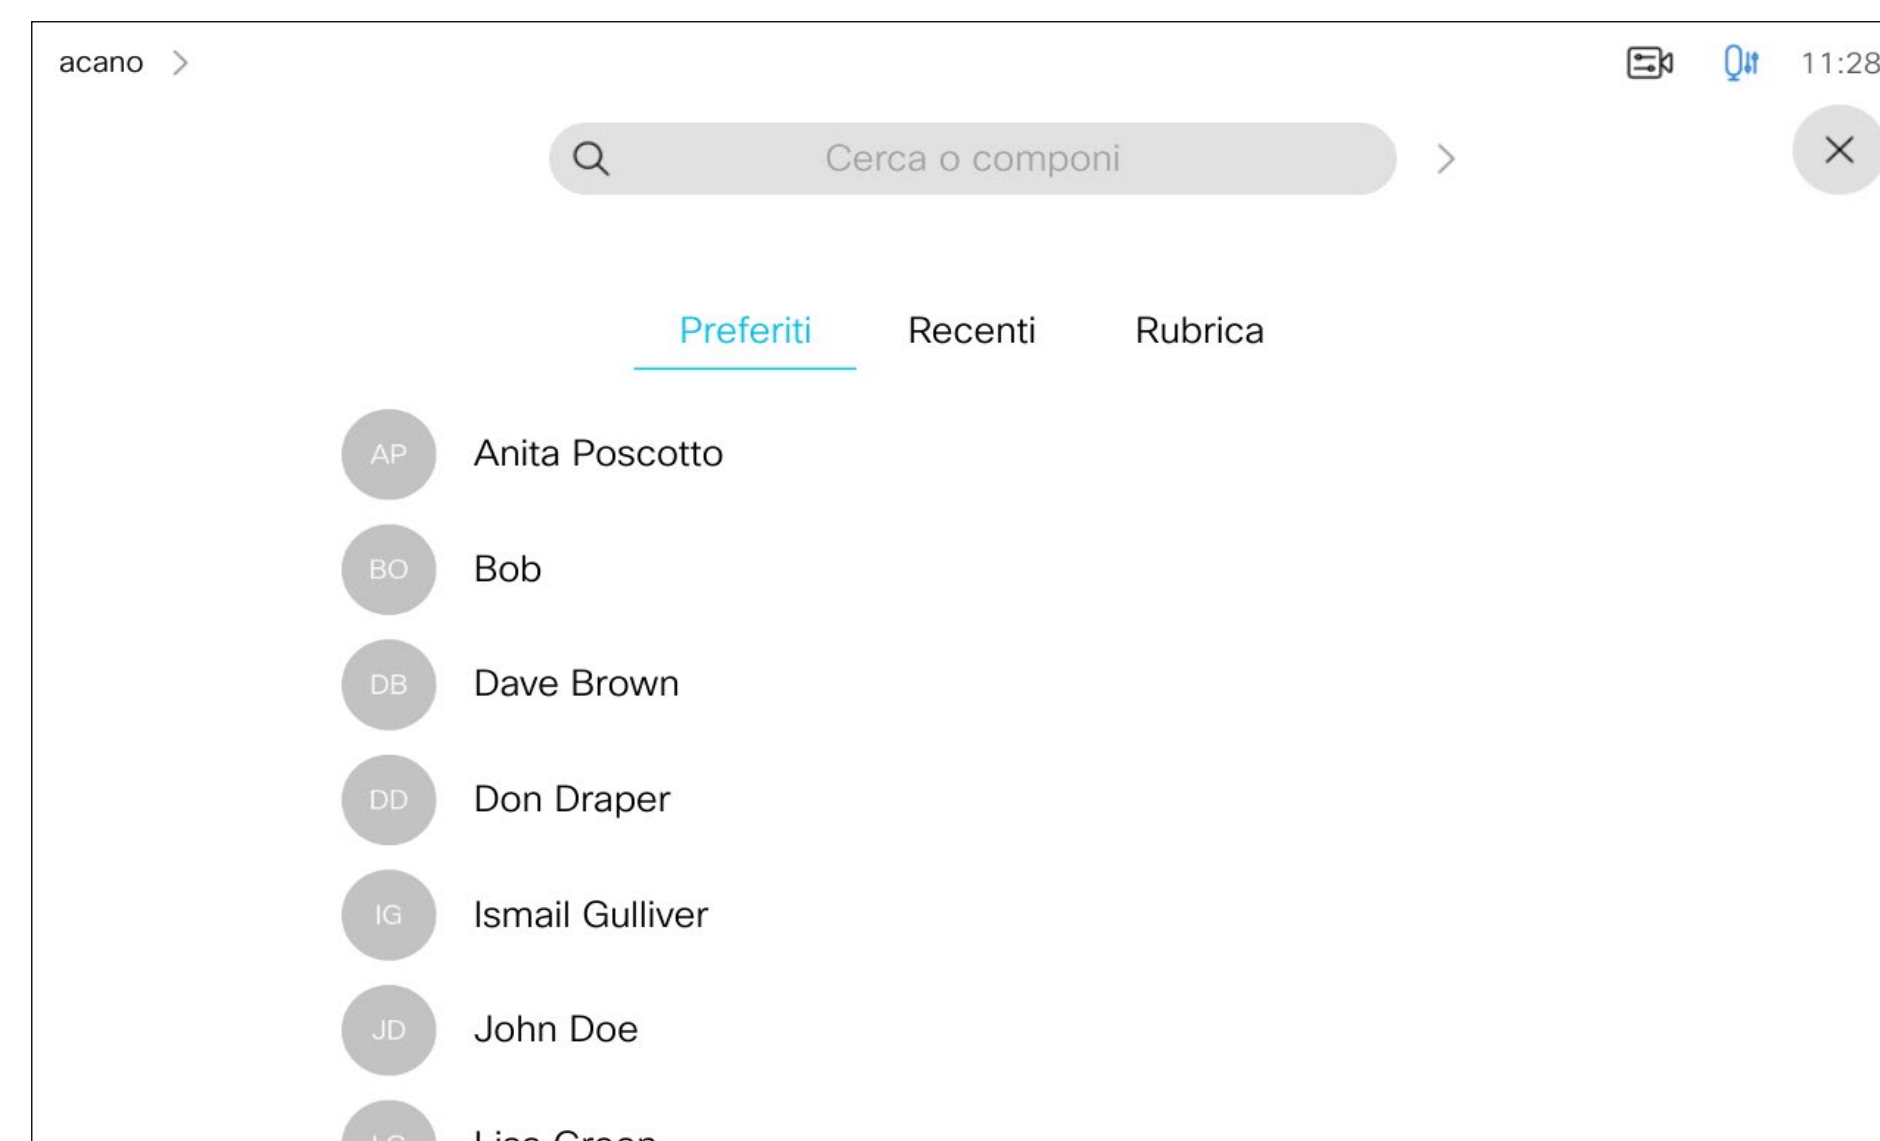 acano
11:28
Cerca o componi
Preferiti Recenti Rubrica
AP Anita Poscotto
BO Bob
DB Dave Brown
DD Don Draper
IG Ismail Gulliver
JD John Doe